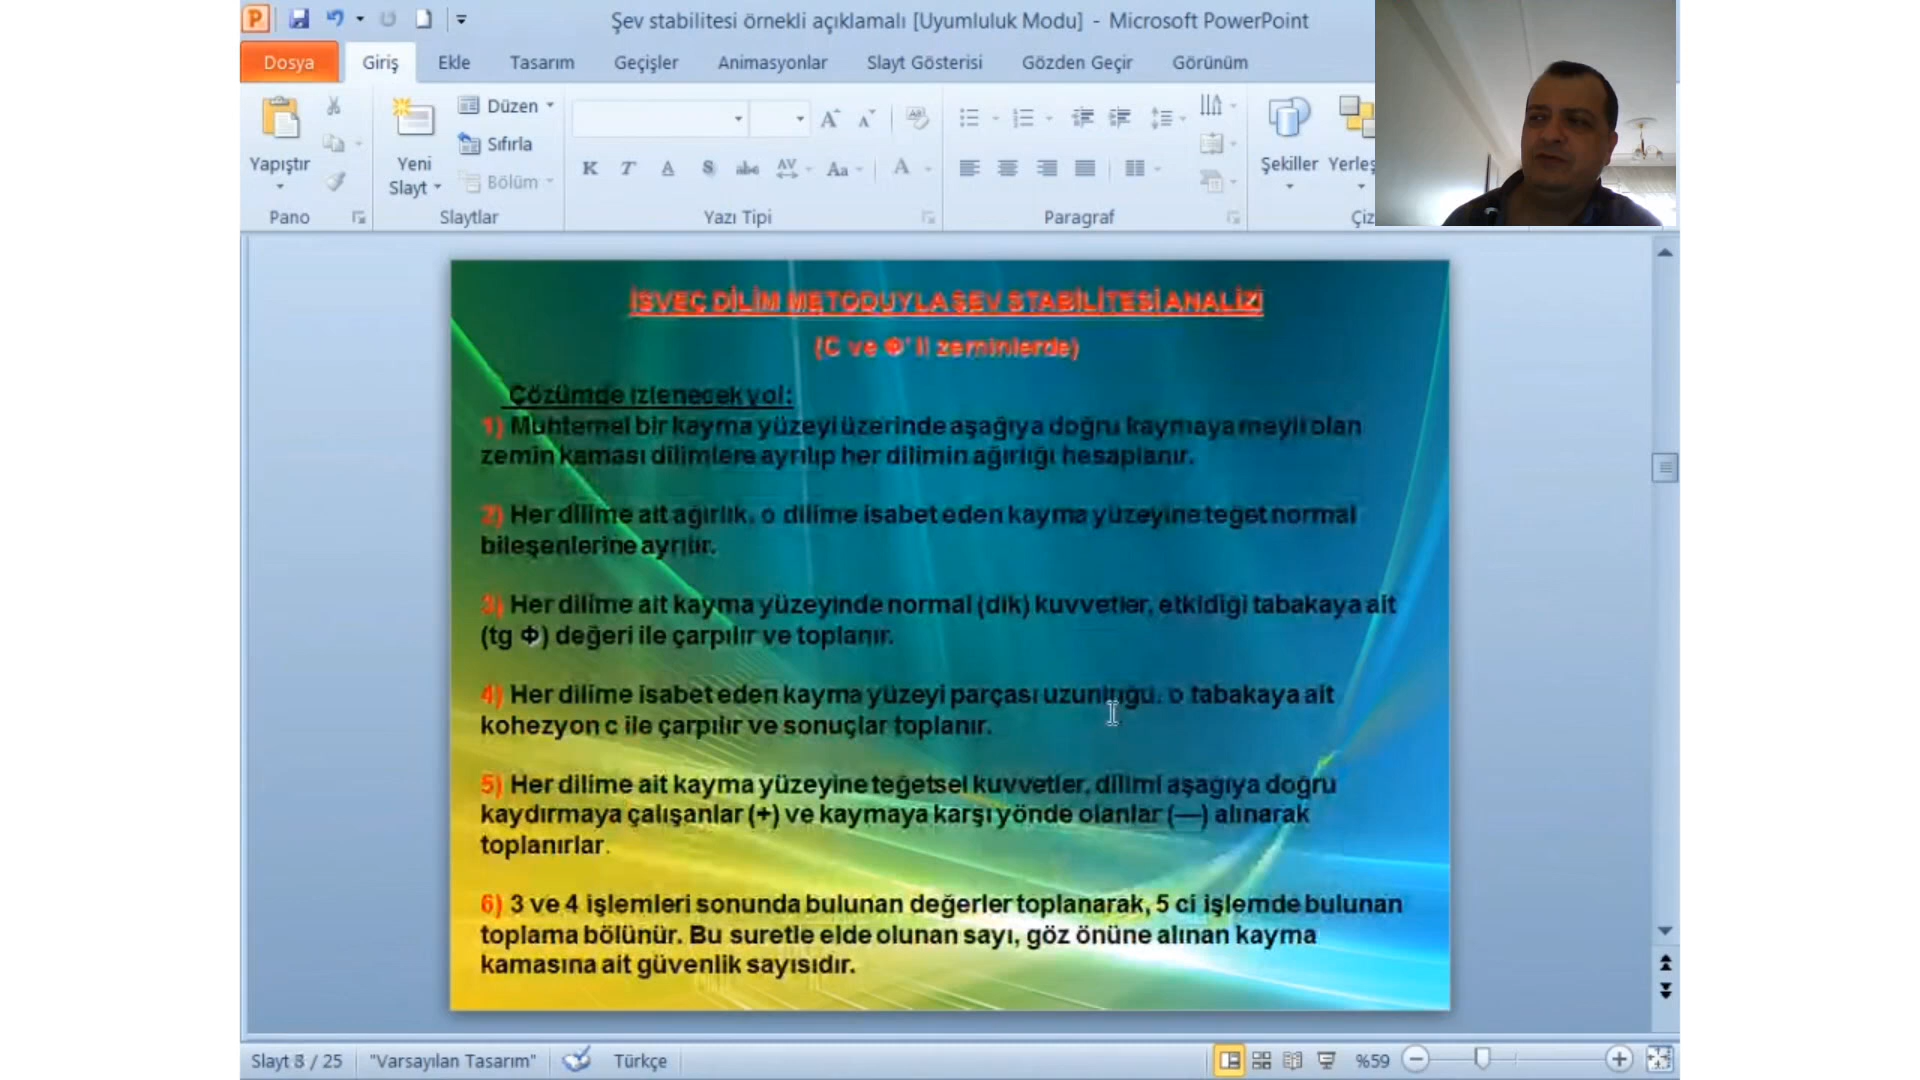 Şev stabilitesi örnekli açıklamalı [Uyumluluk Modu] - Microsoft PowerPoint
Dosya Giriş Ekle Tasarım Geçişler Animasyonlar Slayt Gösterisi Gözden Geçir Görünüm
Yapıştır
Yeni
Slayt
Düzen
Sıfırla
Bölüm
K T A S abc AV Aa A
Şekiller Yerleş
Pano Slaytlar Yazı Tipi Paragraf Çiz
İSVEÇ DİLİM METODUYLA ŞEV STABİLİTESİ ANALİZİ
(C ve Φ' li zeminlerde)
Çözümde izlenecek yol:
1) Muhtemel bir kayma yüzeyi üzerinde aşağıya doğru kaymaya meyli olan
zemin kaması dilimlere ayrılıp her dilimin ağırlığı hesaplanır.
2) Her dilime ait ağırlık, o dilime isabet eden kayma yüzeyine teğet normal
bileşenlerine ayrılır.
3) Her dilime ait kayma yüzeyinde normal (dik) kuvvetler, etkidiği tabakaya ait
(tg Φ) değeri ile çarpılır ve toplanır.
4) Her dilime isabet eden kayma yüzeyi parçası uzunluğu, o tabakaya ait
kohezyon c ile çarpılır ve sonuçlar toplanır.
5) Her dilime ait kayma yüzeyine teğetsel kuvvetler, dilimi aşağıya doğru
kaydırmaya çalışanlar (+) ve kaymaya karşı yönde olanlar (—) alınarak
toplanırlar.
6) 3 ve 4 işlemleri sonunda bulunan değerler toplanarak, 5 ci işlemde bulunan
toplama bölünür. Bu suretle elde olunan sayı, göz önüne alınan kayma
kamasına ait güvenlik sayısıdır.
Slayt 8 / 25 "Varsayılan Tasarım" Türkçe %59